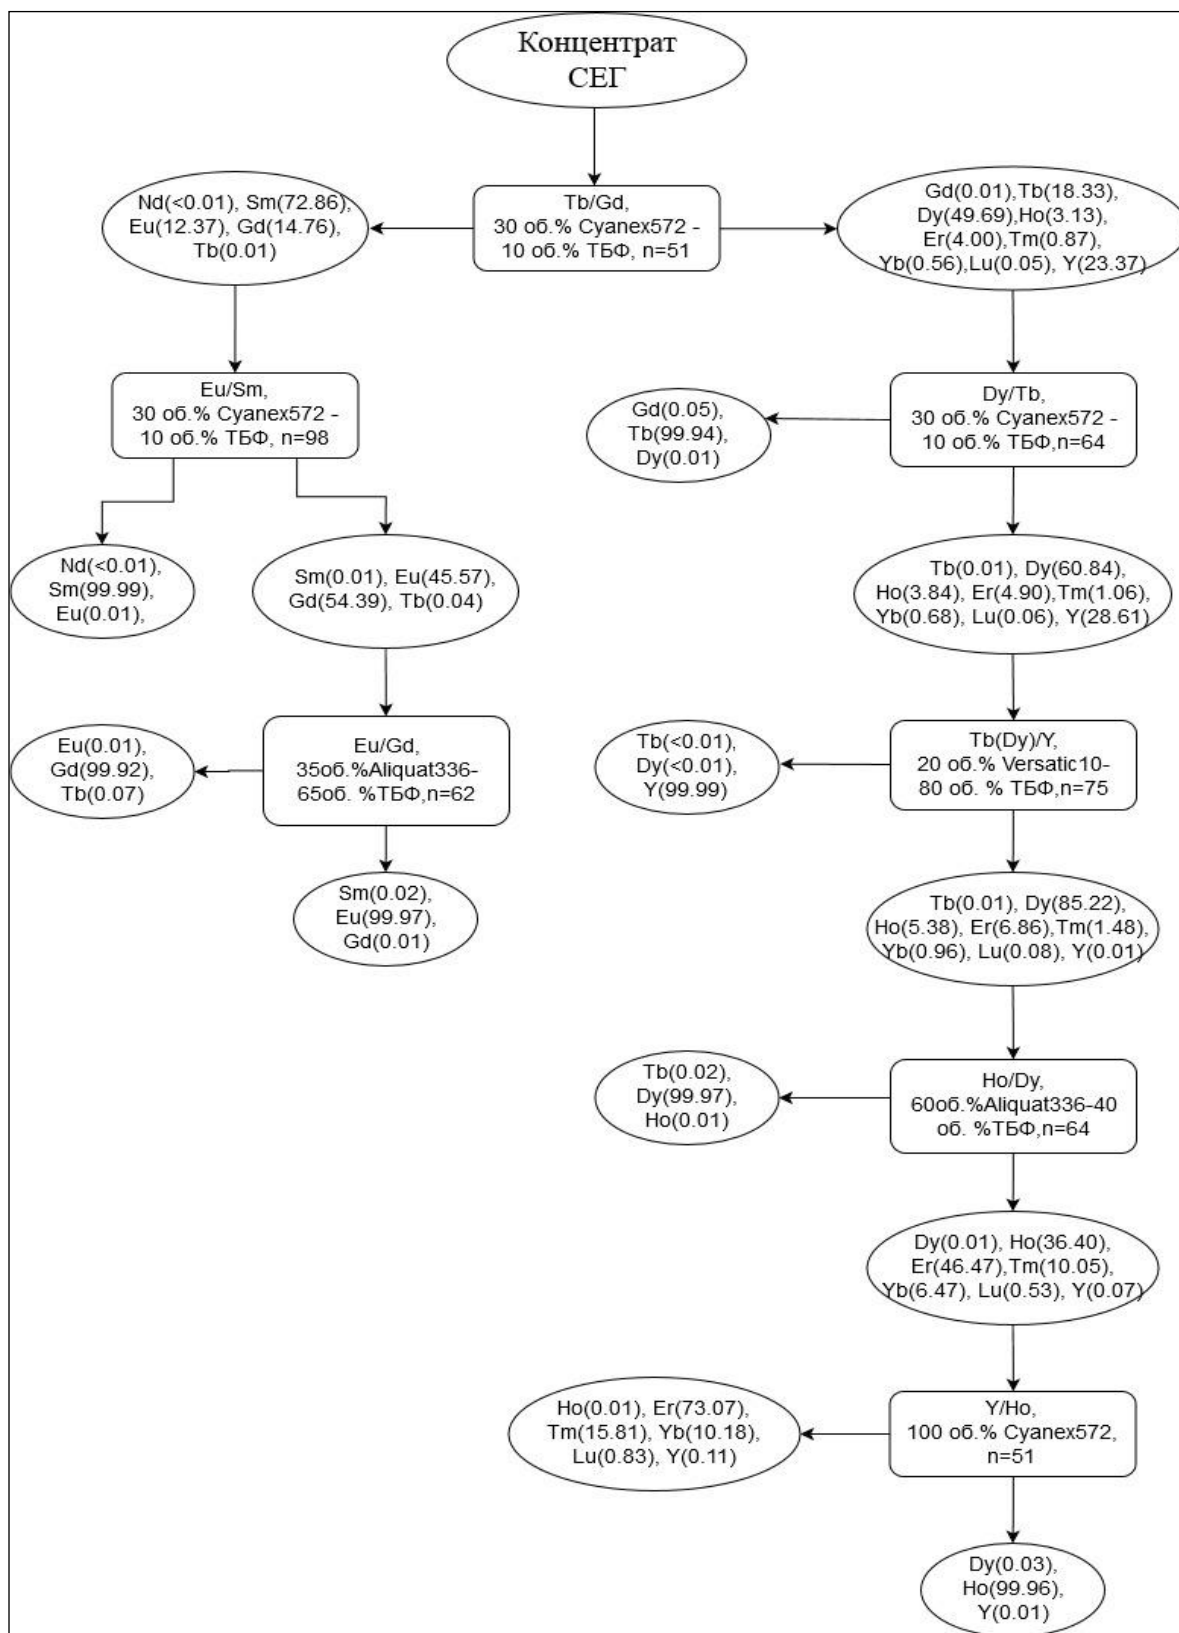 Концентрат
СЕГ
Nd(<0.01), Sm(72.86),
Eu(12.37), Gd(14.76),
Tb(0.01)
Tb/Gd,
30 об.% Cyanex572 -
10 об.% ТБФ, n=51
Gd(0.01),Tb(18.33),
Dy(49.69),Ho(3.13),
Er(4.00),Tm(0.87),
Yb(0.56),Lu(0.05), Y(23.37)
Eu/Sm,
30 об.% Cyanex572 -
10 об.% ТБФ, n=98
Gd(0.05),
Tb(99.94),
Dy(0.01)
Dy/Tb,
30 об.% Cyanex572 -
10 об.% ТБФ,n=64
Nd(<0.01),
Sm(99.99),
Eu(0.01),
Sm(0.01), Eu(45.57),
Gd(54.39), Tb(0.04)
Tb(0.01), Dy(60.84),
Ho(3.84), Er(4.90),Tm(1.06),
Yb(0.68), Lu(0.06), Y(28.61)
Eu(0.01),
Gd(99.92),
Tb(0.07)
Eu/Gd,
35об.%Aliquat336-
65об. %ТБФ,n=62
Tb(<0.01),
Dy(<0.01),
Y(99.99)
Tb(Dy)/Y,
20 об.% Versatic10-
80 об. % ТБФ,n=75
Sm(0.02),
Eu(99.97),
Gd(0.01)
Tb(0.01), Dy(85.22),
Ho(5.38), Er(6.86),Tm(1.48),
Yb(0.96), Lu(0.08), Y(0.01)
Tb(0.02),
Dy(99.97),
Ho(0.01)
Ho/Dy,
60об.%Aliquat336-40
об. %ТБФ,n=64
Dy(0.01), Ho(36.40),
Er(46.47),Tm(10.05),
Yb(6.47), Lu(0.53), Y(0.07)
Ho(0.01), Er(73.07),
Tm(15.81), Yb(10.18),
Lu(0.83), Y(0.11)
Y/Ho,
100 об.% Cyanex572,
n=51
Dy(0.03),
Ho(99.96),
Y(0.01)